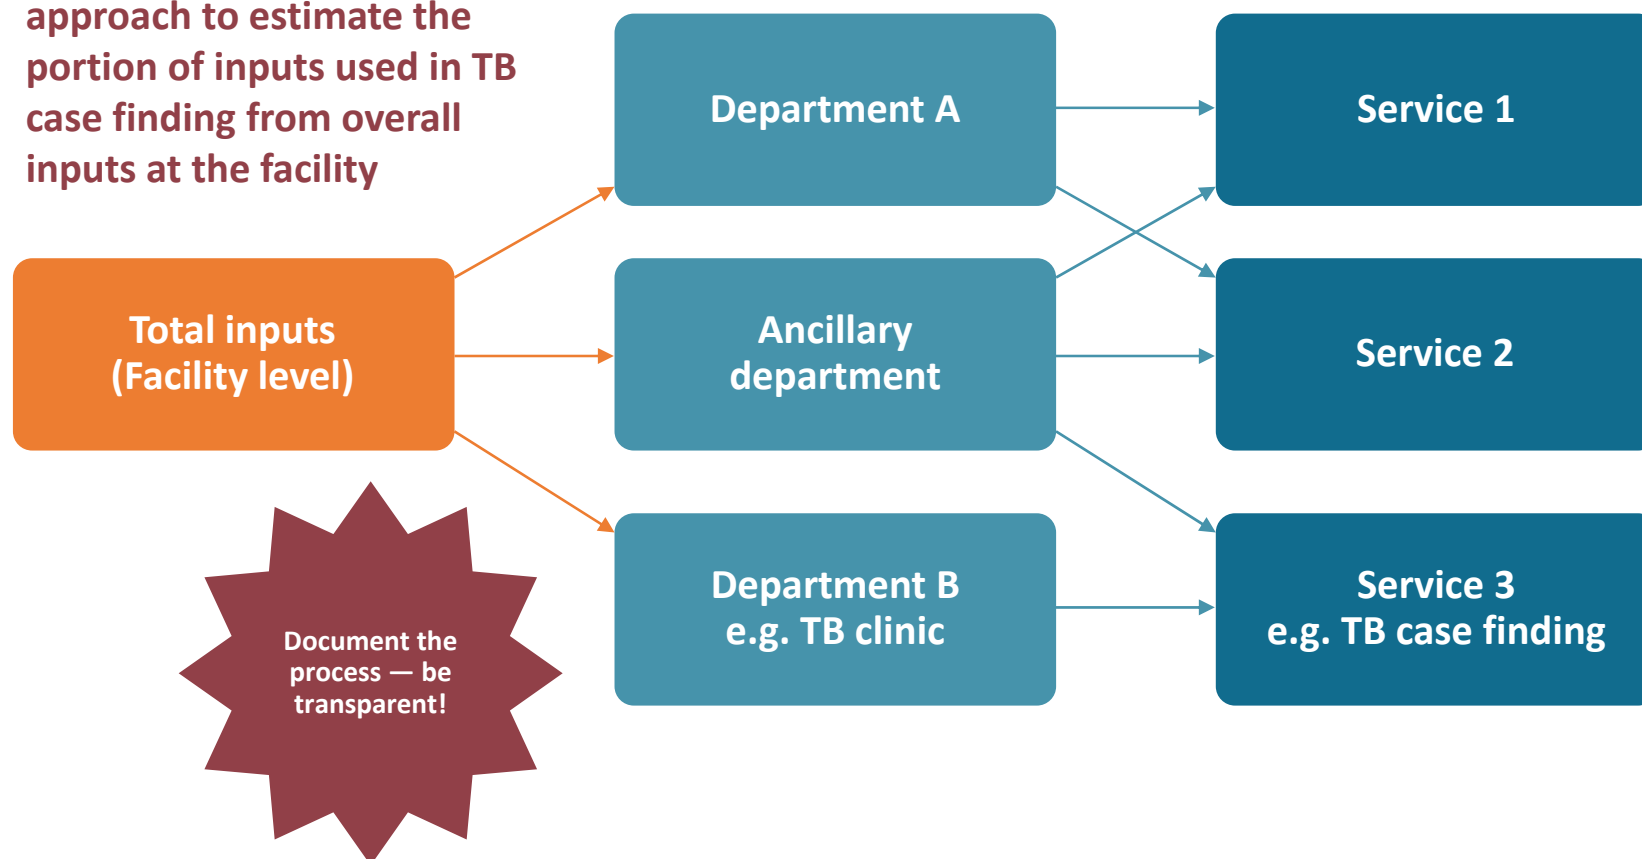 approach to estimate the
portion of inputs used in TB
case finding from overall
inputs at the facility
Total inputs
(Facility level)
Document the
process — be
transparent!
Department A
Ancillary
department
Department B
e.g. TB clinic
Service 1
Service 2
Service 3
e.g. TB case finding